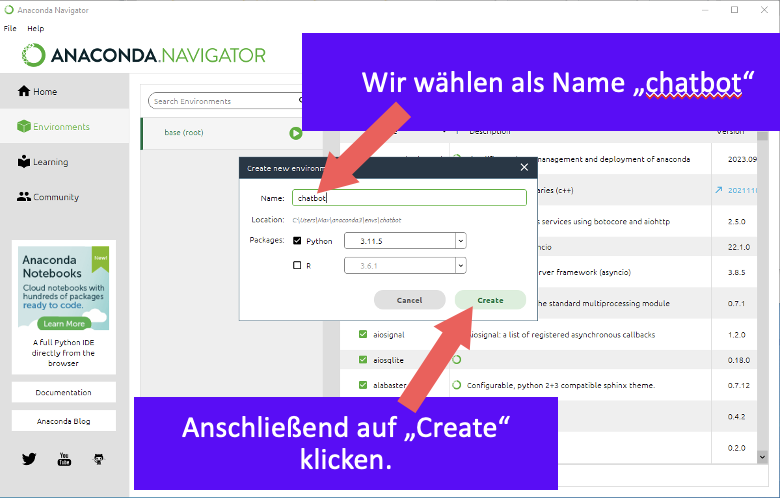 Anaconda Navigator
File Help
ANACONDA.NAVIGATOR
Wir wählen als Name „chatbot“
Home
Environments
Learning
Community
Search Environments
base (root)
Description
Version
management and deployment of anaconda
2023.09
raries (c++)
2021110
s services using botocore and aiohttp
2.5.0
ncio
22.1.0
rver framework (asyncio)
3.8.5
the standard multiprocessing module
0.7.1
aiosignal
aiosignal: a list of registered asynchronous callbacks
1.2.0
aiosqlite
0.18.0
alabaster
Configurable, python 2+3 compatible sphinx theme.
0.7.12
0.4.2
0.2.0
Create new environm
Name:
chatbot
Location:
C:\Users\Alex\anaconda3\envs\chatbot
Packages:
Python
3.11.5
R
3.6.1
Cancel
Create
Anaconda
Notebooks
New!
Cloud notebooks with
hundreds of packages
ready to code.
Learn More
A full Python IDE
directly from the
browser
Documentation
Anaconda Blog
You
Tube
Anschließend auf „Create“
klicken.